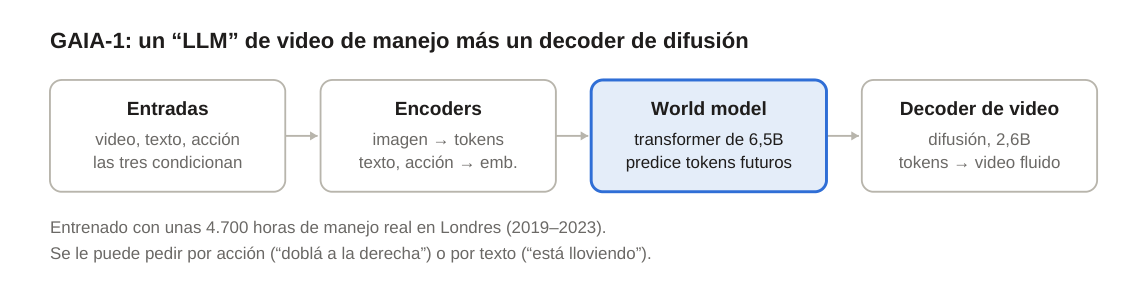 GAIA-1: un “LLM” de video de manejo más un decoder de difusión
Entradas
video, texto, acción
las tres condicionan
Encoders
imagen → tokens
texto, acción → emb.
World model
transformer de 6,5B
predice tokens futuros
Decoder de video
difusión, 2,6B
tokens → video fluido
Entrenado con unas 4.700 horas de manejo real en Londres (2019–2023).
Se le puede pedir por acción (“doblá a la derecha”) o por texto (“está lloviendo”).